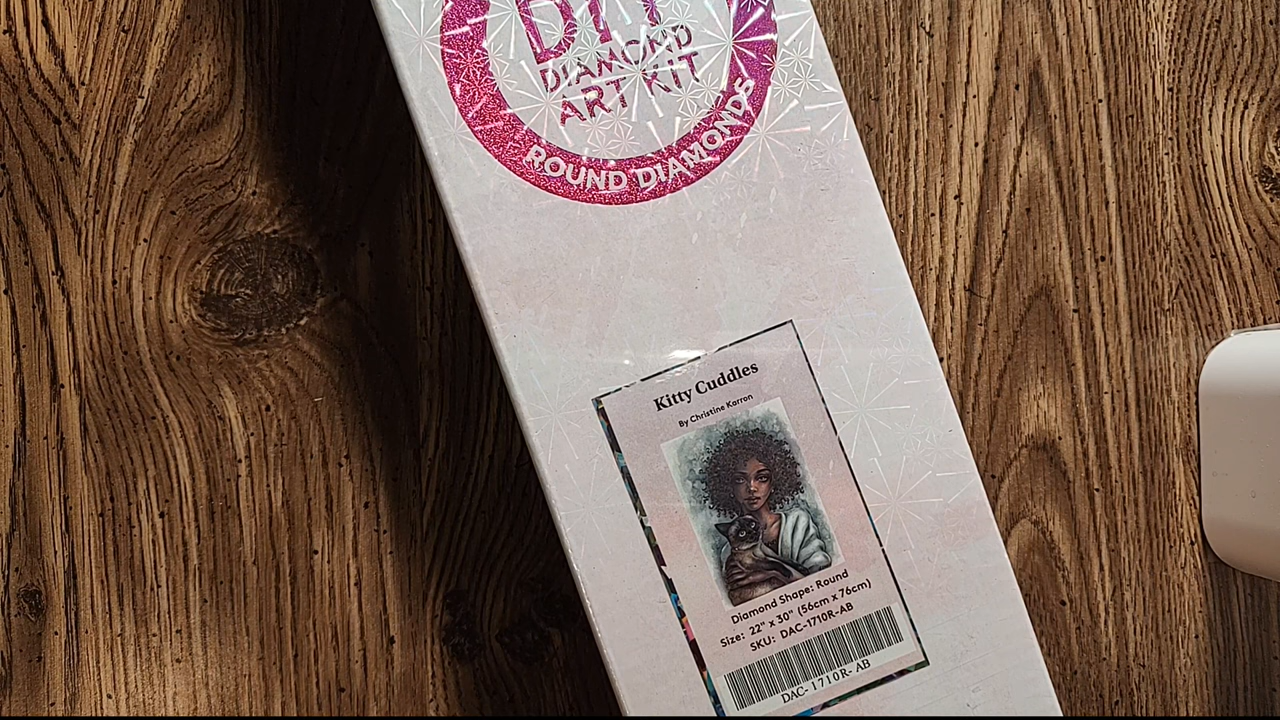 DIY
DIAMOND
ART KIT
ROUND DIAMONDS
Kitty Cuddles
By Christine Karron
Diamond Shape: Round
Size: 22" x 30" (56cm x 76cm)
SKU: DAC-1710R-AB
DAC-1710R-AB